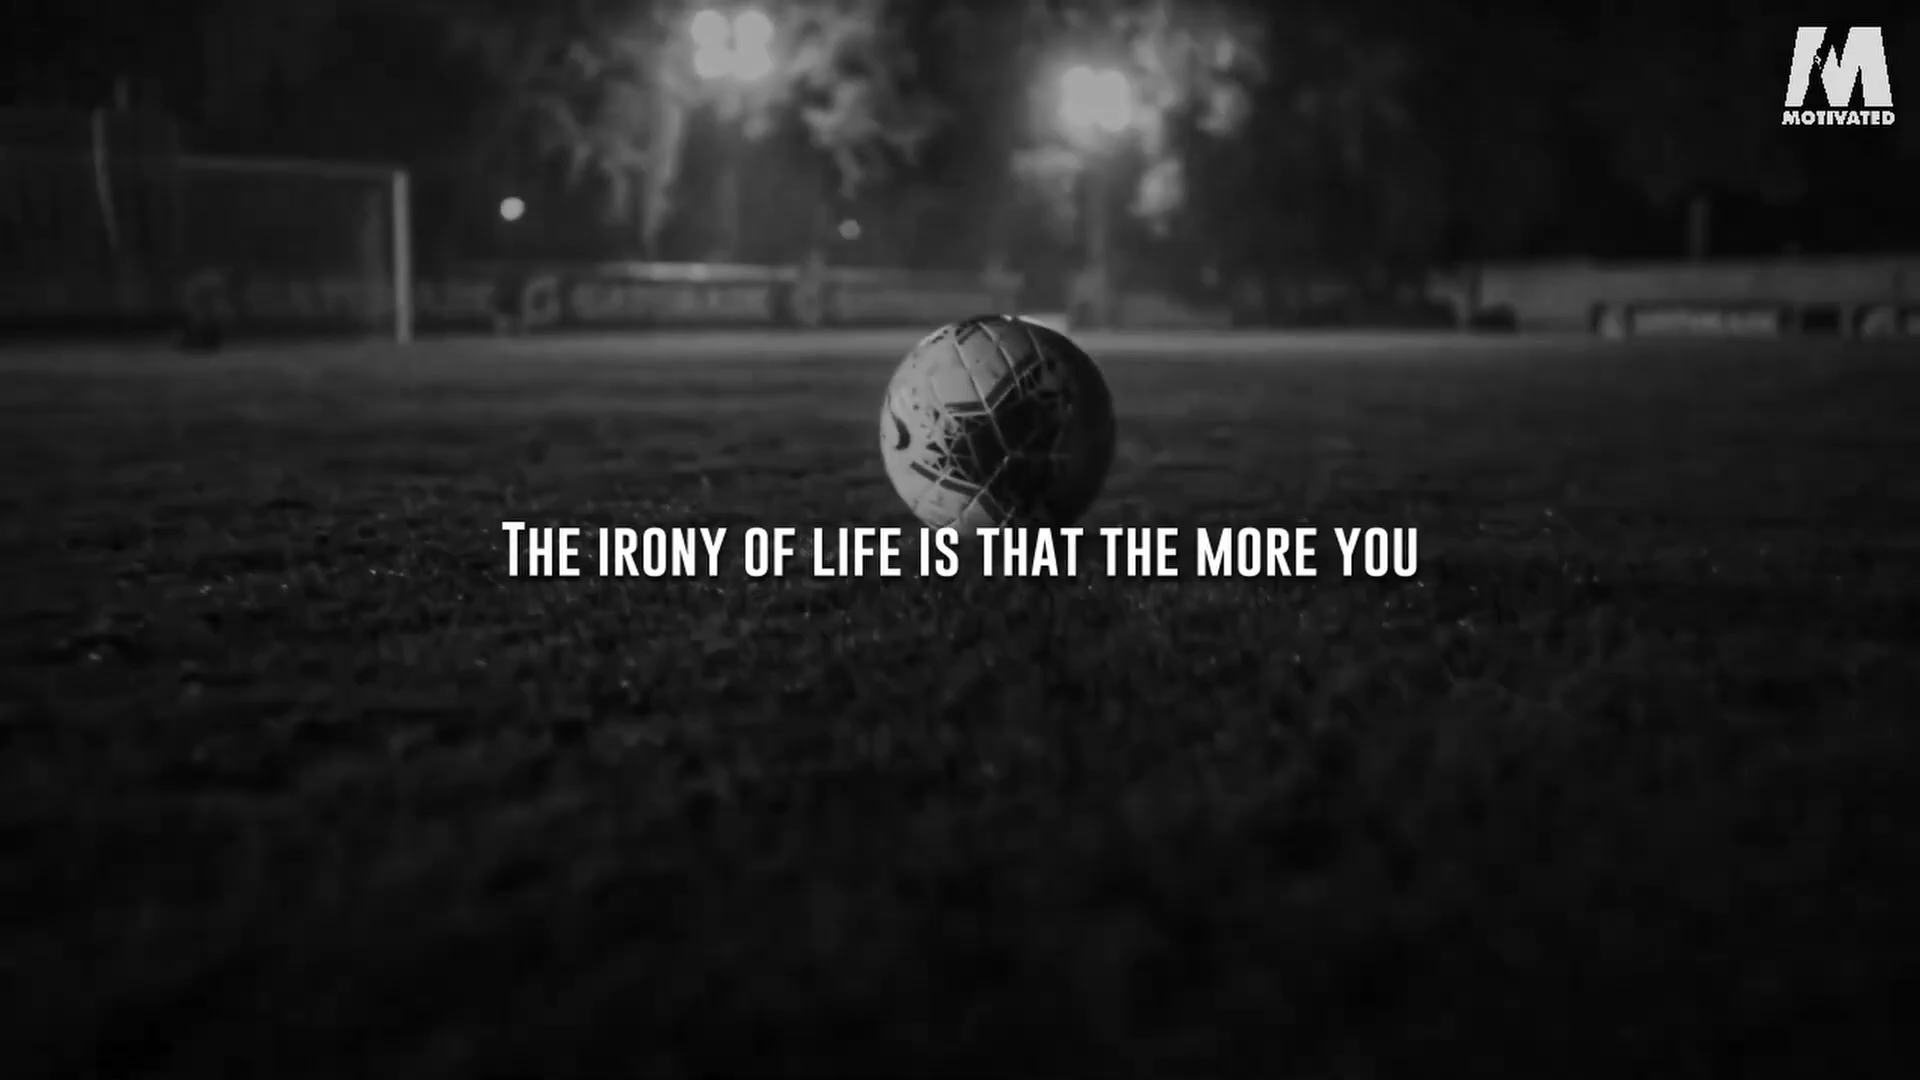 MOTIVATED
THE IRONY OF LIFE IS THAT THE MORE YOU